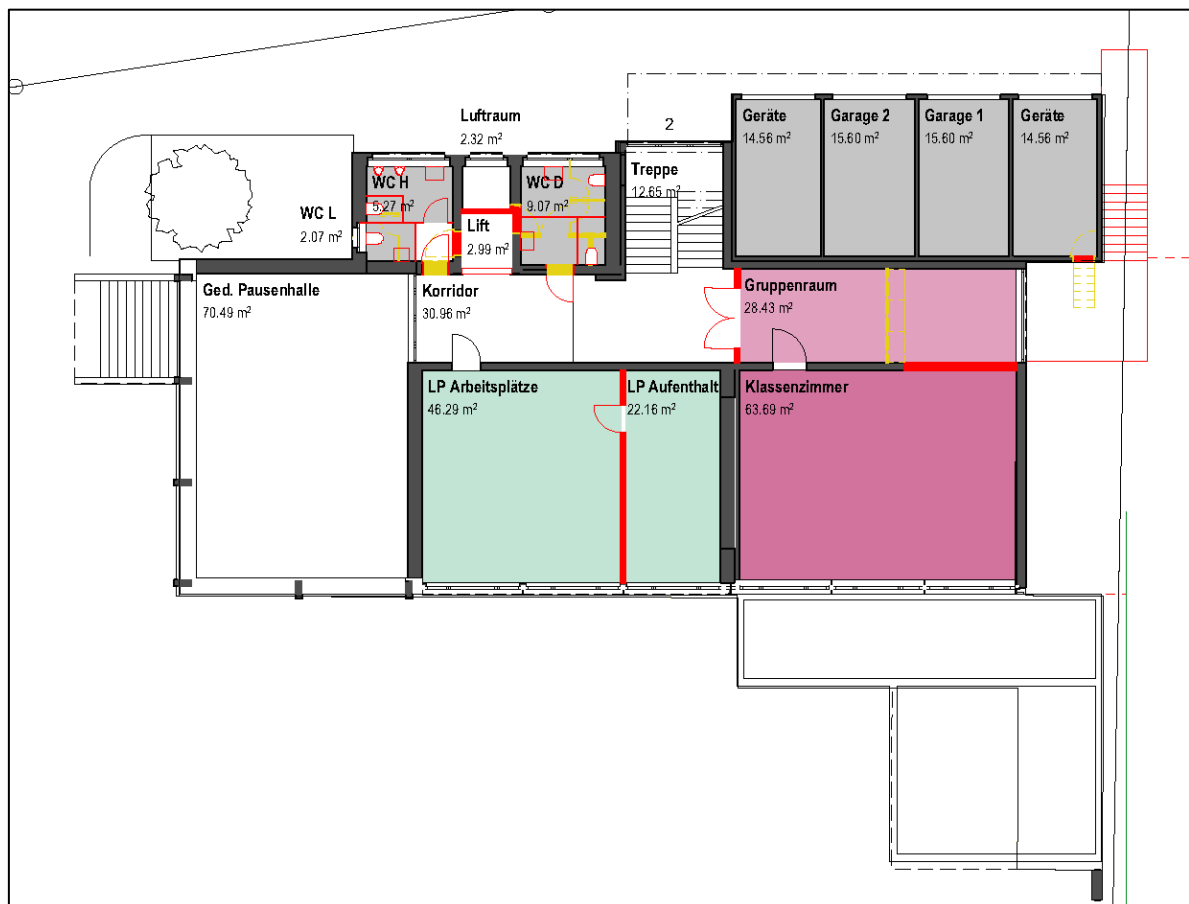 Luftraum
2.32 m²
2
Geräte
14.56 m²
Garage 2
15.60 m²
Garage 1
15.60 m²
Geräte
14.56 m²
WC H
5.27 m²
WC D
9.07 m²
Treppe
12.65 m²
WC L
2.07 m²
Lift
2.99 m²
Ged. Pausenhalle
70.49 m²
Korridor
30.96 m²
Gruppenraum
28.43 m²
LP Arbeitsplätze
46.29 m²
LP Aufenthalt
22.16 m²
Klassenzimmer
63.69 m²